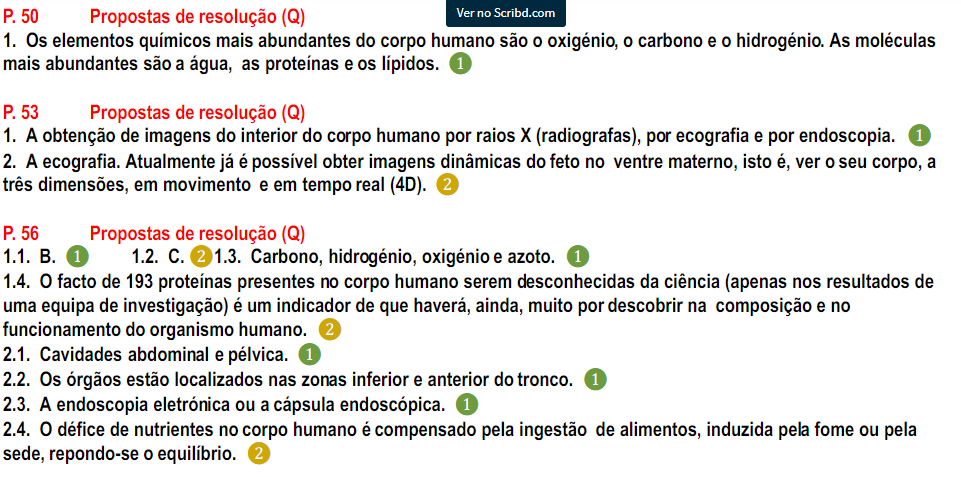 Ver no Scribd.com
P. 50 Propostas de resolução (Q)
1. Os elementos químicos mais abundantes do corpo humano são o oxigénio, o carbono e o hidrogénio. As moléculas
mais abundantes são a água, as proteínas e os lípidos. 1
P. 53 Propostas de resolução (Q)
1. A obtenção de imagens do interior do corpo humano por raios X (radiografas), por ecografia e por endoscopia. 1
2. A ecografia. Atualmente já é possível obter imagens dinâmicas do feto no ventre materno, isto é, ver o seu corpo, a
três dimensões, em movimento e em tempo real (4D). 2
P. 56 Propostas de resolução (Q)
1.1. B. 1 1.2. C. 2 1.3. Carbono, hidrogénio, oxigénio e azoto. 1
1.4. O facto de 193 proteínas presentes no corpo humano serem desconhecidas da ciência (apenas nos resultados de
uma equipa de investigação) é um indicador de que haverá, ainda, muito por descobrir na composição e no
funcionamento do organismo humano. 2
2.1. Cavidades abdominal e pélvica. 1
2.2. Os órgãos estão localizados nas zonas inferior e anterior do tronco. 1
2.3. A endoscopia eletrónica ou a cápsula endoscópica. 1
2.4. O défice de nutrientes no corpo humano é compensado pela ingestão de alimentos, induzida pela fome ou pela
sede, repondo-se o equilíbrio. 2